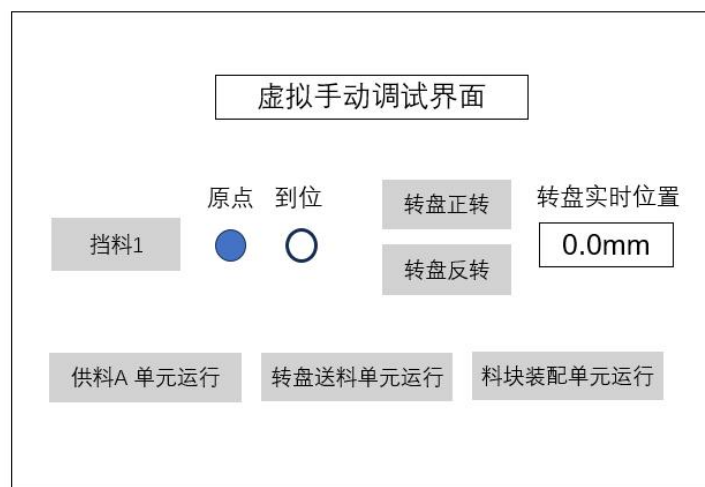 虚拟手动调试界面
原点 到位
转盘正转
转盘实时位置
挡料1
0.0mm
转盘反转
供料A 单元运行
转盘送料单元运行
料块装配单元运行